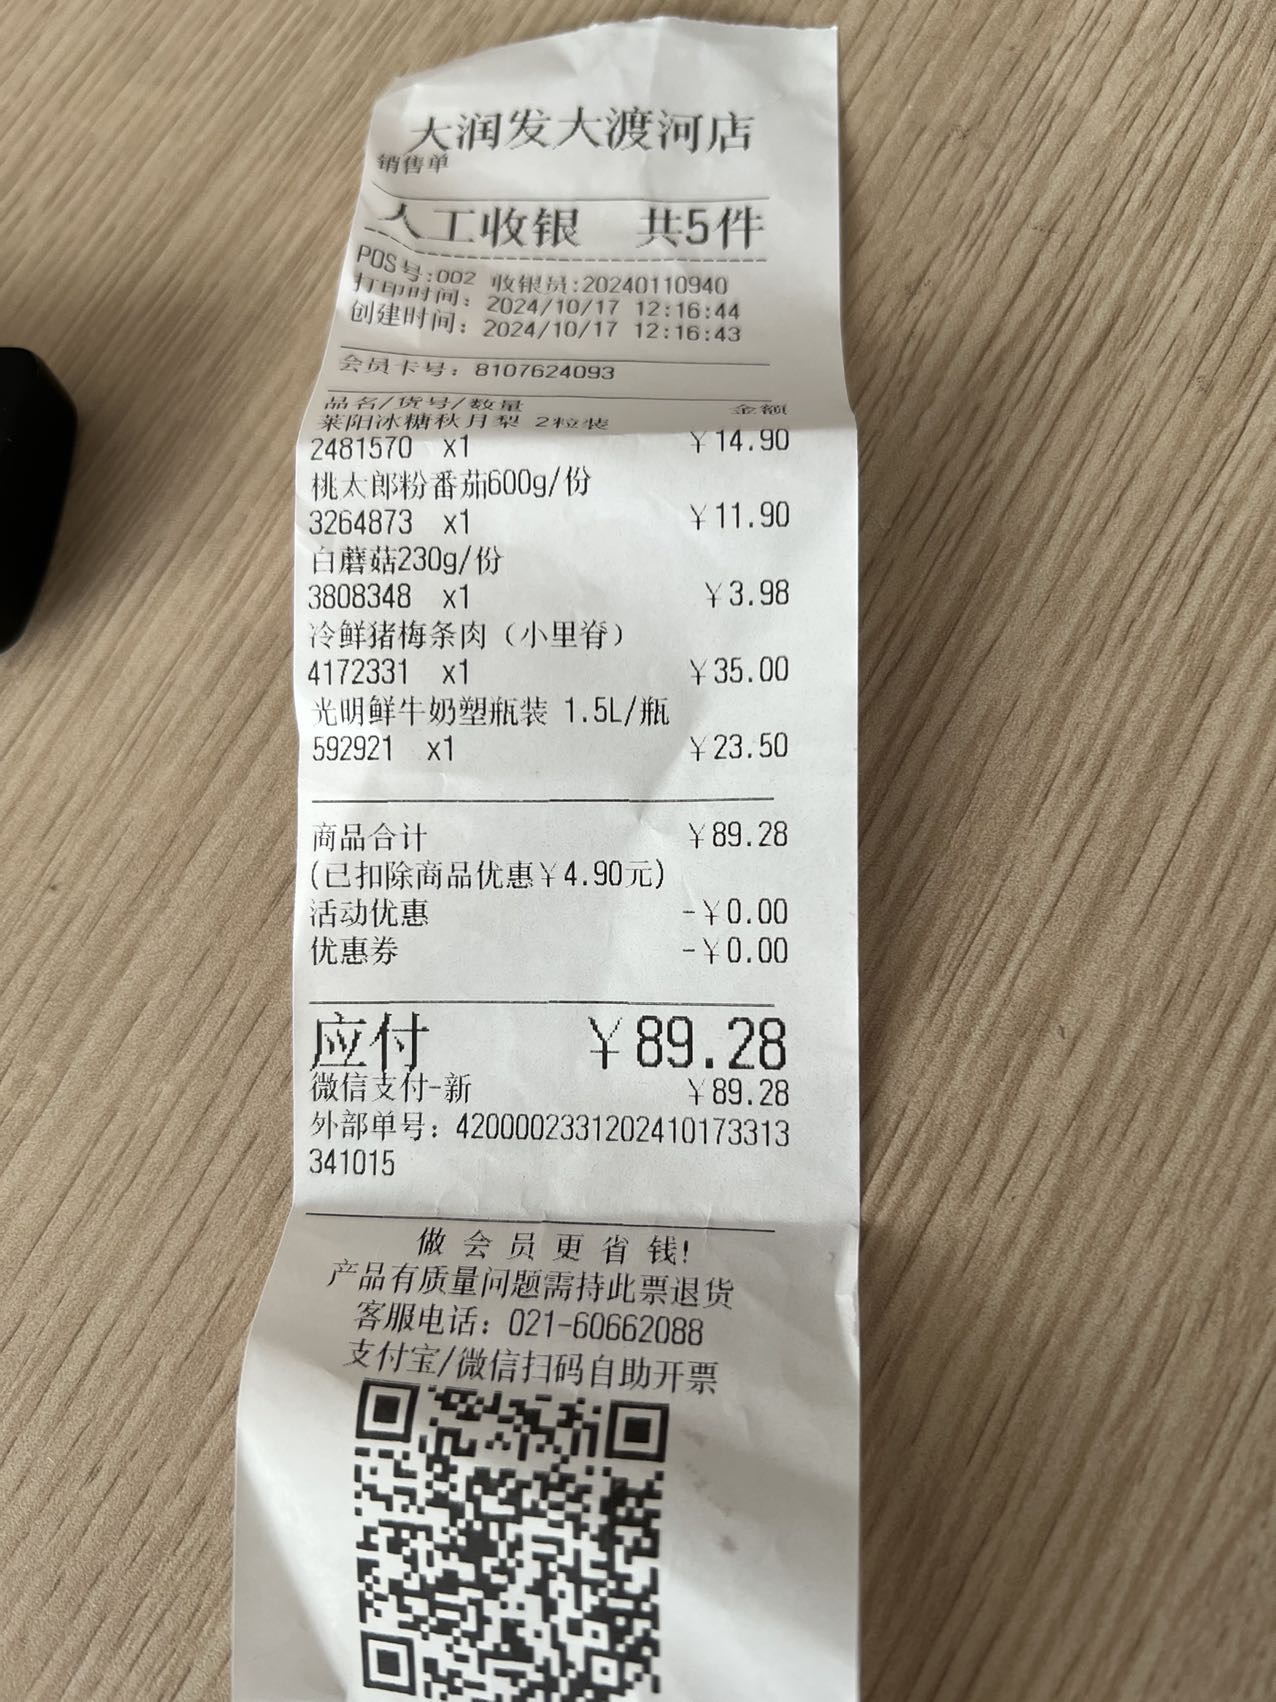 大润发大渡河店
销售单
人工收银 共5件
POS号:002 收银员:20240110940
打印时间: 2024/10/17 12:16:44
创建时间: 2024/10/17 12:16:43
会员卡号: 8107624093
品名/货号/数量 金额
莱阳冰糖秋月梨 2粒装
2481570 x1 ￥14.90
桃太郎粉番茄600g/份
3264873 x1 ￥11.90
白蘑菇230g/份
3808348 x1 ￥3.98
冷鲜猪梅条肉（小里脊）
4172331 x1 ￥35.00
光明鲜牛奶塑瓶装 1.5L/瓶
592921 x1 ￥23.50
商品合计 ￥89.28
(已扣除商品优惠￥4.90元)
活动优惠 -￥0.00
优惠券 -￥0.00
应付 ￥89.28
微信支付-新 ￥89.28
外部单号: 4200002331202410173313
341015
做会员更省钱!
产品有质量问题需持此票退货
客服电话: 021-60662088
支付宝/微信扫码自助开票